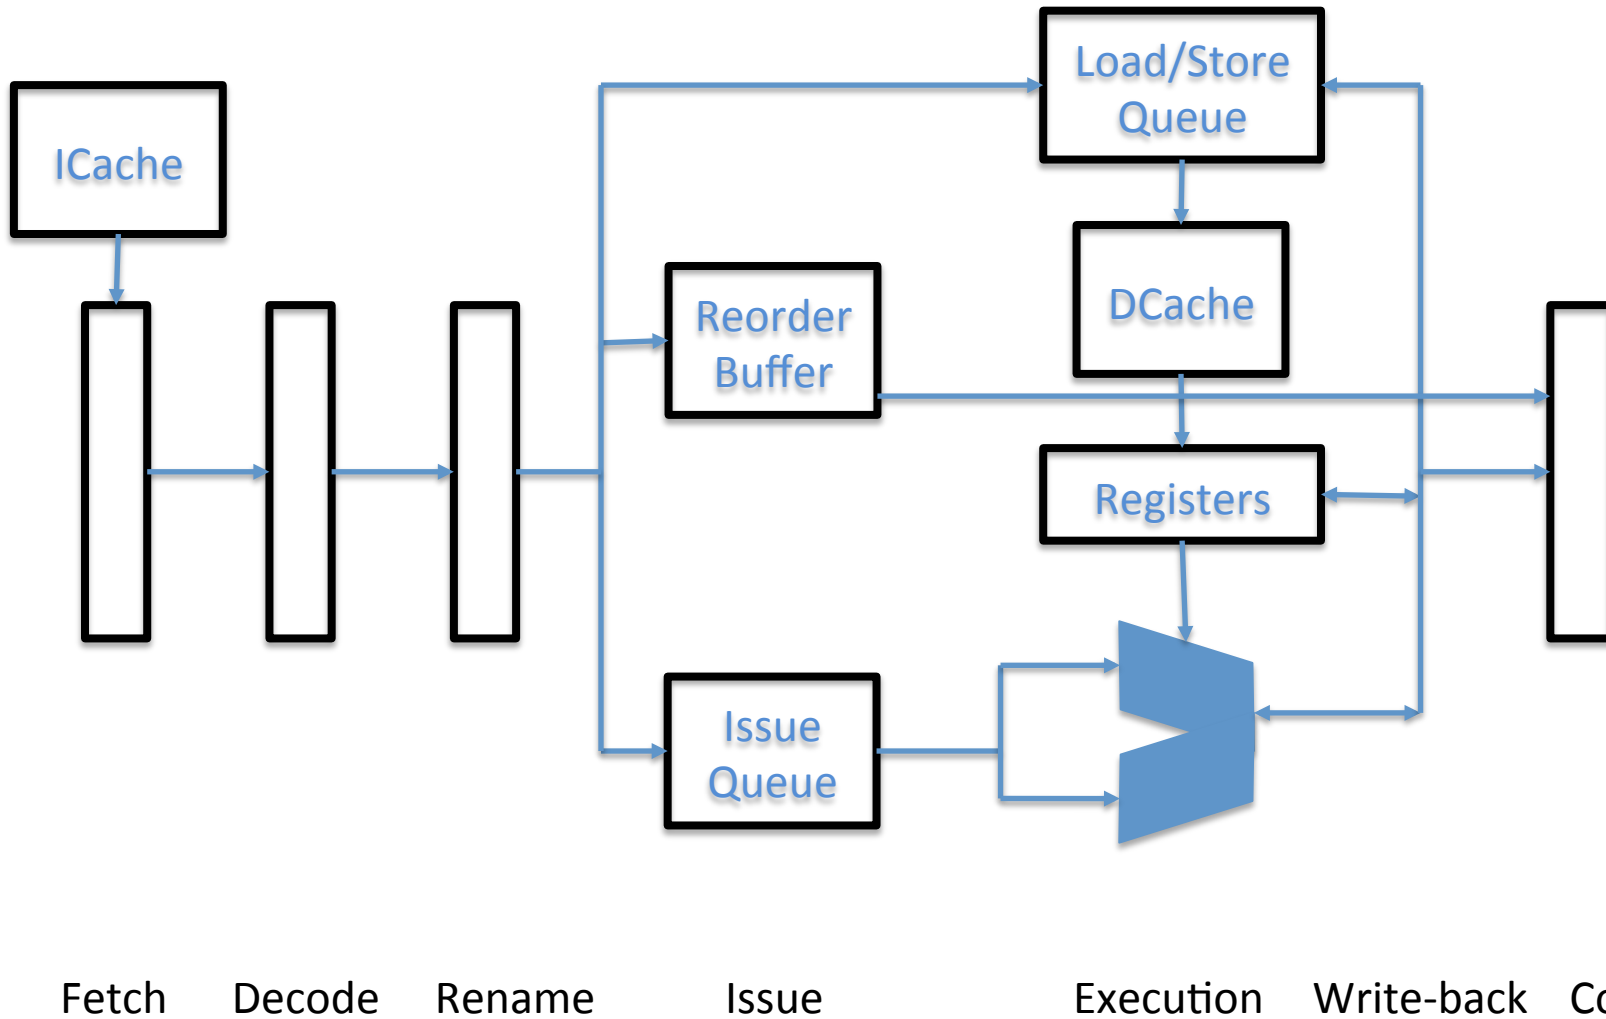 Load/Store
Queue
ICache
DCache
Reorder
Buffer
Registers
Issue
Queue
Fetch Decode Rename Issue Execution Write-back